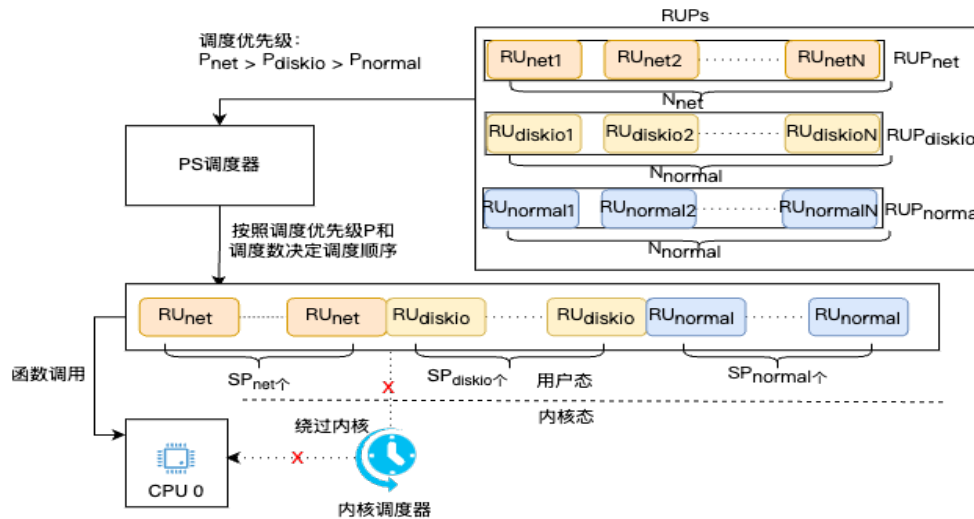 RUPs
调度优先级：
Pnet > Pdiskio > Pnormal
RUnet1 RUnet2 RUnetN RUPnet
Nnet
RUdiskio1 RUdiskio2 RUdiskioN RUPdiskio
Nnormal
RUnormal1 RUnormal2 RUnormalN RUPnormal
Nnormal
PS调度器
按照调度优先级P和
调度数决定调度顺序
RUnet RUnet RUdiskio RUdiskio RUnormal RUnormal
SPnet个 SPdiskio个 SPnormal个
函数调用
用户态
X
内核态
绕过内核
X
CPU 0
内核调度器